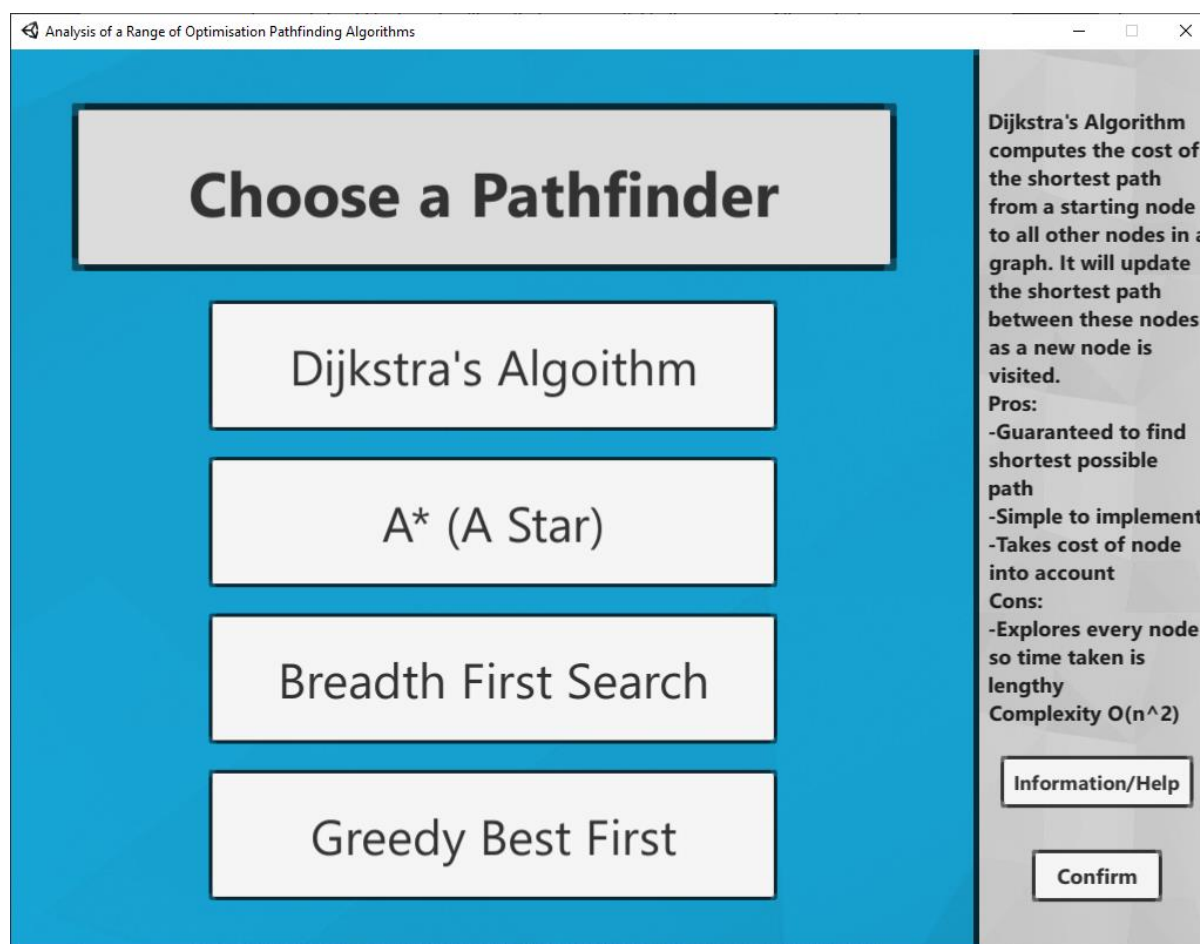 Analysis of a Range of Optimisation Pathfinding Algorithms
Choose a Pathfinder
Dijkstra's Algoithm
A* (A Star)
Breadth First Search
Greedy Best First
Dijkstra's Algorithm
computes the cost of
the shortest path
from a starting node
to all other nodes in a
graph. It will update
the shortest path
between these nodes
as a new node is
visited.
Pros:
-Guaranteed to find
shortest possible
path
-Simple to implement
-Takes cost of node
into account
Cons:
-Explores every node
so time taken is
lengthy
Complexity O(n^2)
Information/Help
Confirm